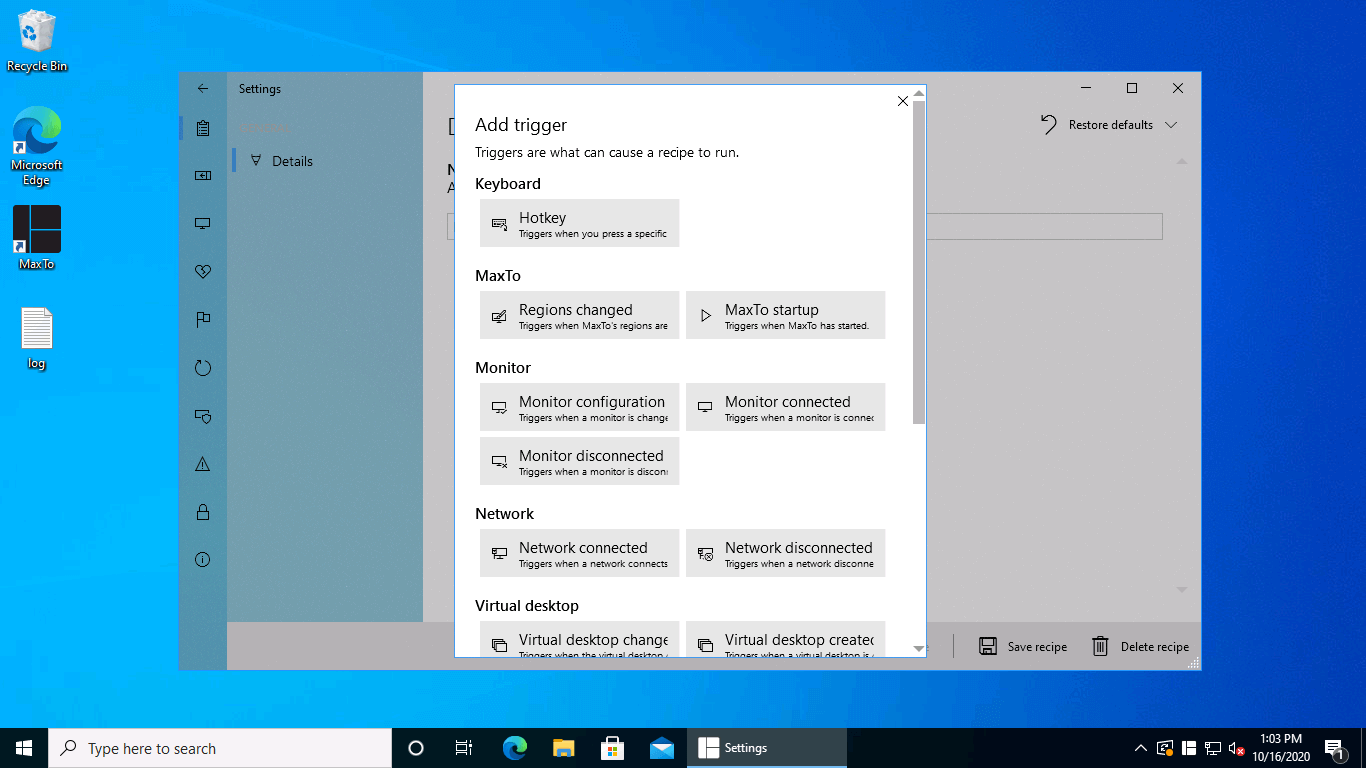 Recycle Bin
Microsoft
Edge
MaxTo
log
Settings
Details
Restore defaults
Add trigger
Triggers are what can cause a recipe to run.
Keyboard
Hotkey
Triggers when you press a specific
MaxTo
Regions changed
Triggers when MaxTo's regions are
MaxTo startup
Triggers when MaxTo has started.
Monitor
Monitor configuration
Triggers when a monitor is change
Monitor connected
Triggers when a monitor is connec
Monitor disconnected
Triggers when a monitor is disconn
Network
Network connected
Triggers when a network connects
Network disconnected
Triggers when a network disconne
Virtual desktop
Virtual desktop change
Triggers when the virtual desktop
Virtual desktop created
Triggers when a virtual desktop is
Save recipe
Delete recipe
Type here to search
Settings
1:03 PM
10/16/2020
1